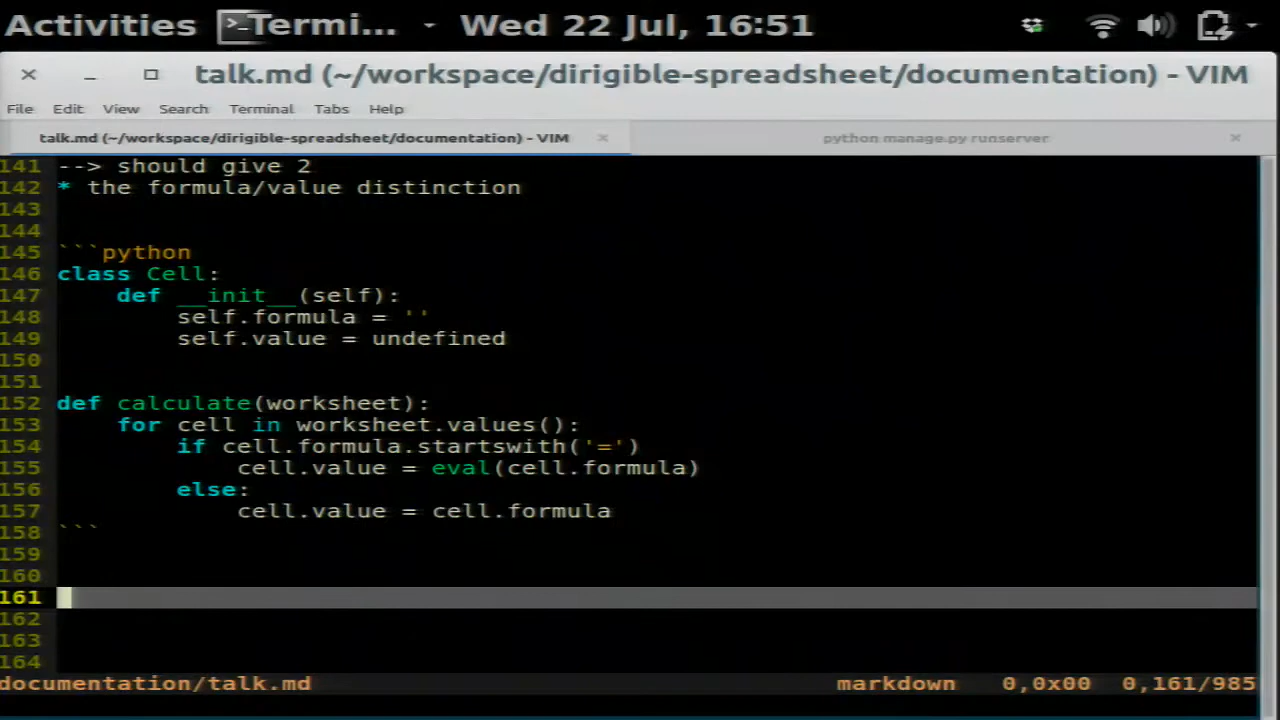 Activities Termi... Wed 22 Jul, 16:51
talk.md (~/workspace/dirigible-spreadsheet/documentation) - VIM
File Edit View Search Terminal Tabs Help
talk.md (~/workspace/dirigible-spreadsheet/documentation) - VIM python manage.py runserver
141 --> should give 2
142 * the formula/value distinction
143
144
145 ```python
146 class Cell:
147     def __init__(self):
148         self.formula = ''
149         self.value = undefined
150
151
152 def calculate(worksheet):
153     for cell in worksheet.values():
154         if cell.formula.startswith('=')
155             cell.value = eval(cell.formula)
156         else:
157             cell.value = cell.formula
158 ```
159
160
161
162
163
164
documentation/talk.md markdown 0,0x00 0,161/985